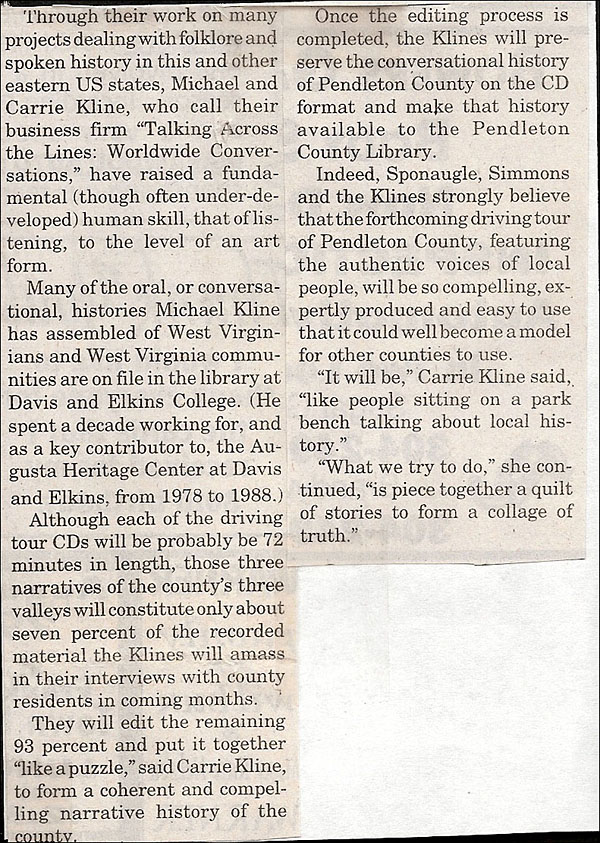 Through their work on many
projects dealing with folklore and
spoken history in this and other
eastern US states, Michael and
Carrie Kline, who call their
business firm “Talking Across
the Lines: Worldwide Conver-
sations,” have raised a funda-
mental (though often under-de-
veloped) human skill, that of lis-
tening, to the level of an art
form.
Many of the oral, or conversa-
tional, histories Michael Kline
has assembled of West Virgin-
ians and West Virginia commu-
nities are on file in the library at
Davis and Elkins College. (He
spent a decade working for, and
as a key contributor to, the Au-
gusta Heritage Center at Davis
and Elkins, from 1978 to 1988.)
Although each of the driving
tour CDs will be probably be 72
minutes in length, those three
narratives of the county’s three
valleys will constitute only about
seven percent of the recorded
material the Klines will amass
in their interviews with county
residents in coming months.
They will edit the remaining
93 percent and put it together
“like a puzzle,” said Carrie Kline,
to form a coherent and compel-
ling narrative history of the
county.
Once the editing process is
completed, the Klines will pre-
serve the conversational history
of Pendleton County on the CD
format and make that history
available to the Pendleton
County Library.
Indeed, Sponaugle, Simmons
and the Klines strongly believe
that the forthcoming driving tour
of Pendleton County, featuring
the authentic voices of local
people, will be so compelling, ex-
pertly produced and easy to use
that it could well become a model
for other counties to use.
“It will be,” Carrie Kline said,
“like people sitting on a park
bench talking about local his-
tory.”
“What we try to do,” she con-
tinued, “is piece together a quilt
of stories to form a collage of
truth.”